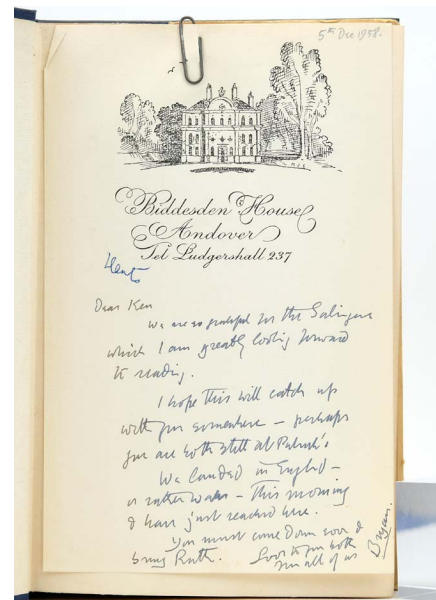 5th Dec 1958.
Biddesden House
Andover
Tel Ludgershall 237
Hants
Dear Ken
We are so grateful for the Salinger
which I am greatly looking forward
to reading.
I hope this will catch up
with you somewhere – perhaps
you are both still at Patrick's
We landed in England –
or rather Wales – this morning
& have just reached here.
You must come down soon &
bring Ruth.
Love to you both
from all of us
Bryan.